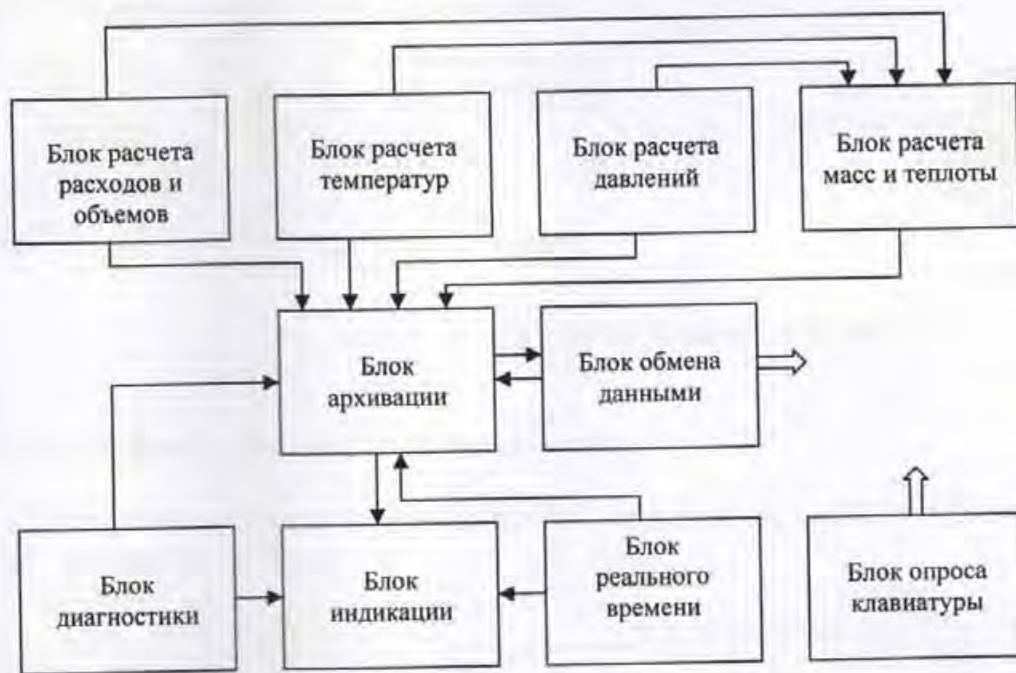 Блок расчета
расходов и
объемов
Блок расчета
температур
Блок расчета
давлений
Блок расчета
масс и теплоты
Блок
архивации
Блок обмена
данными
Блок
диагностики
Блок
индикации
Блок
реального
времени
Блок опроса
клавиатуры